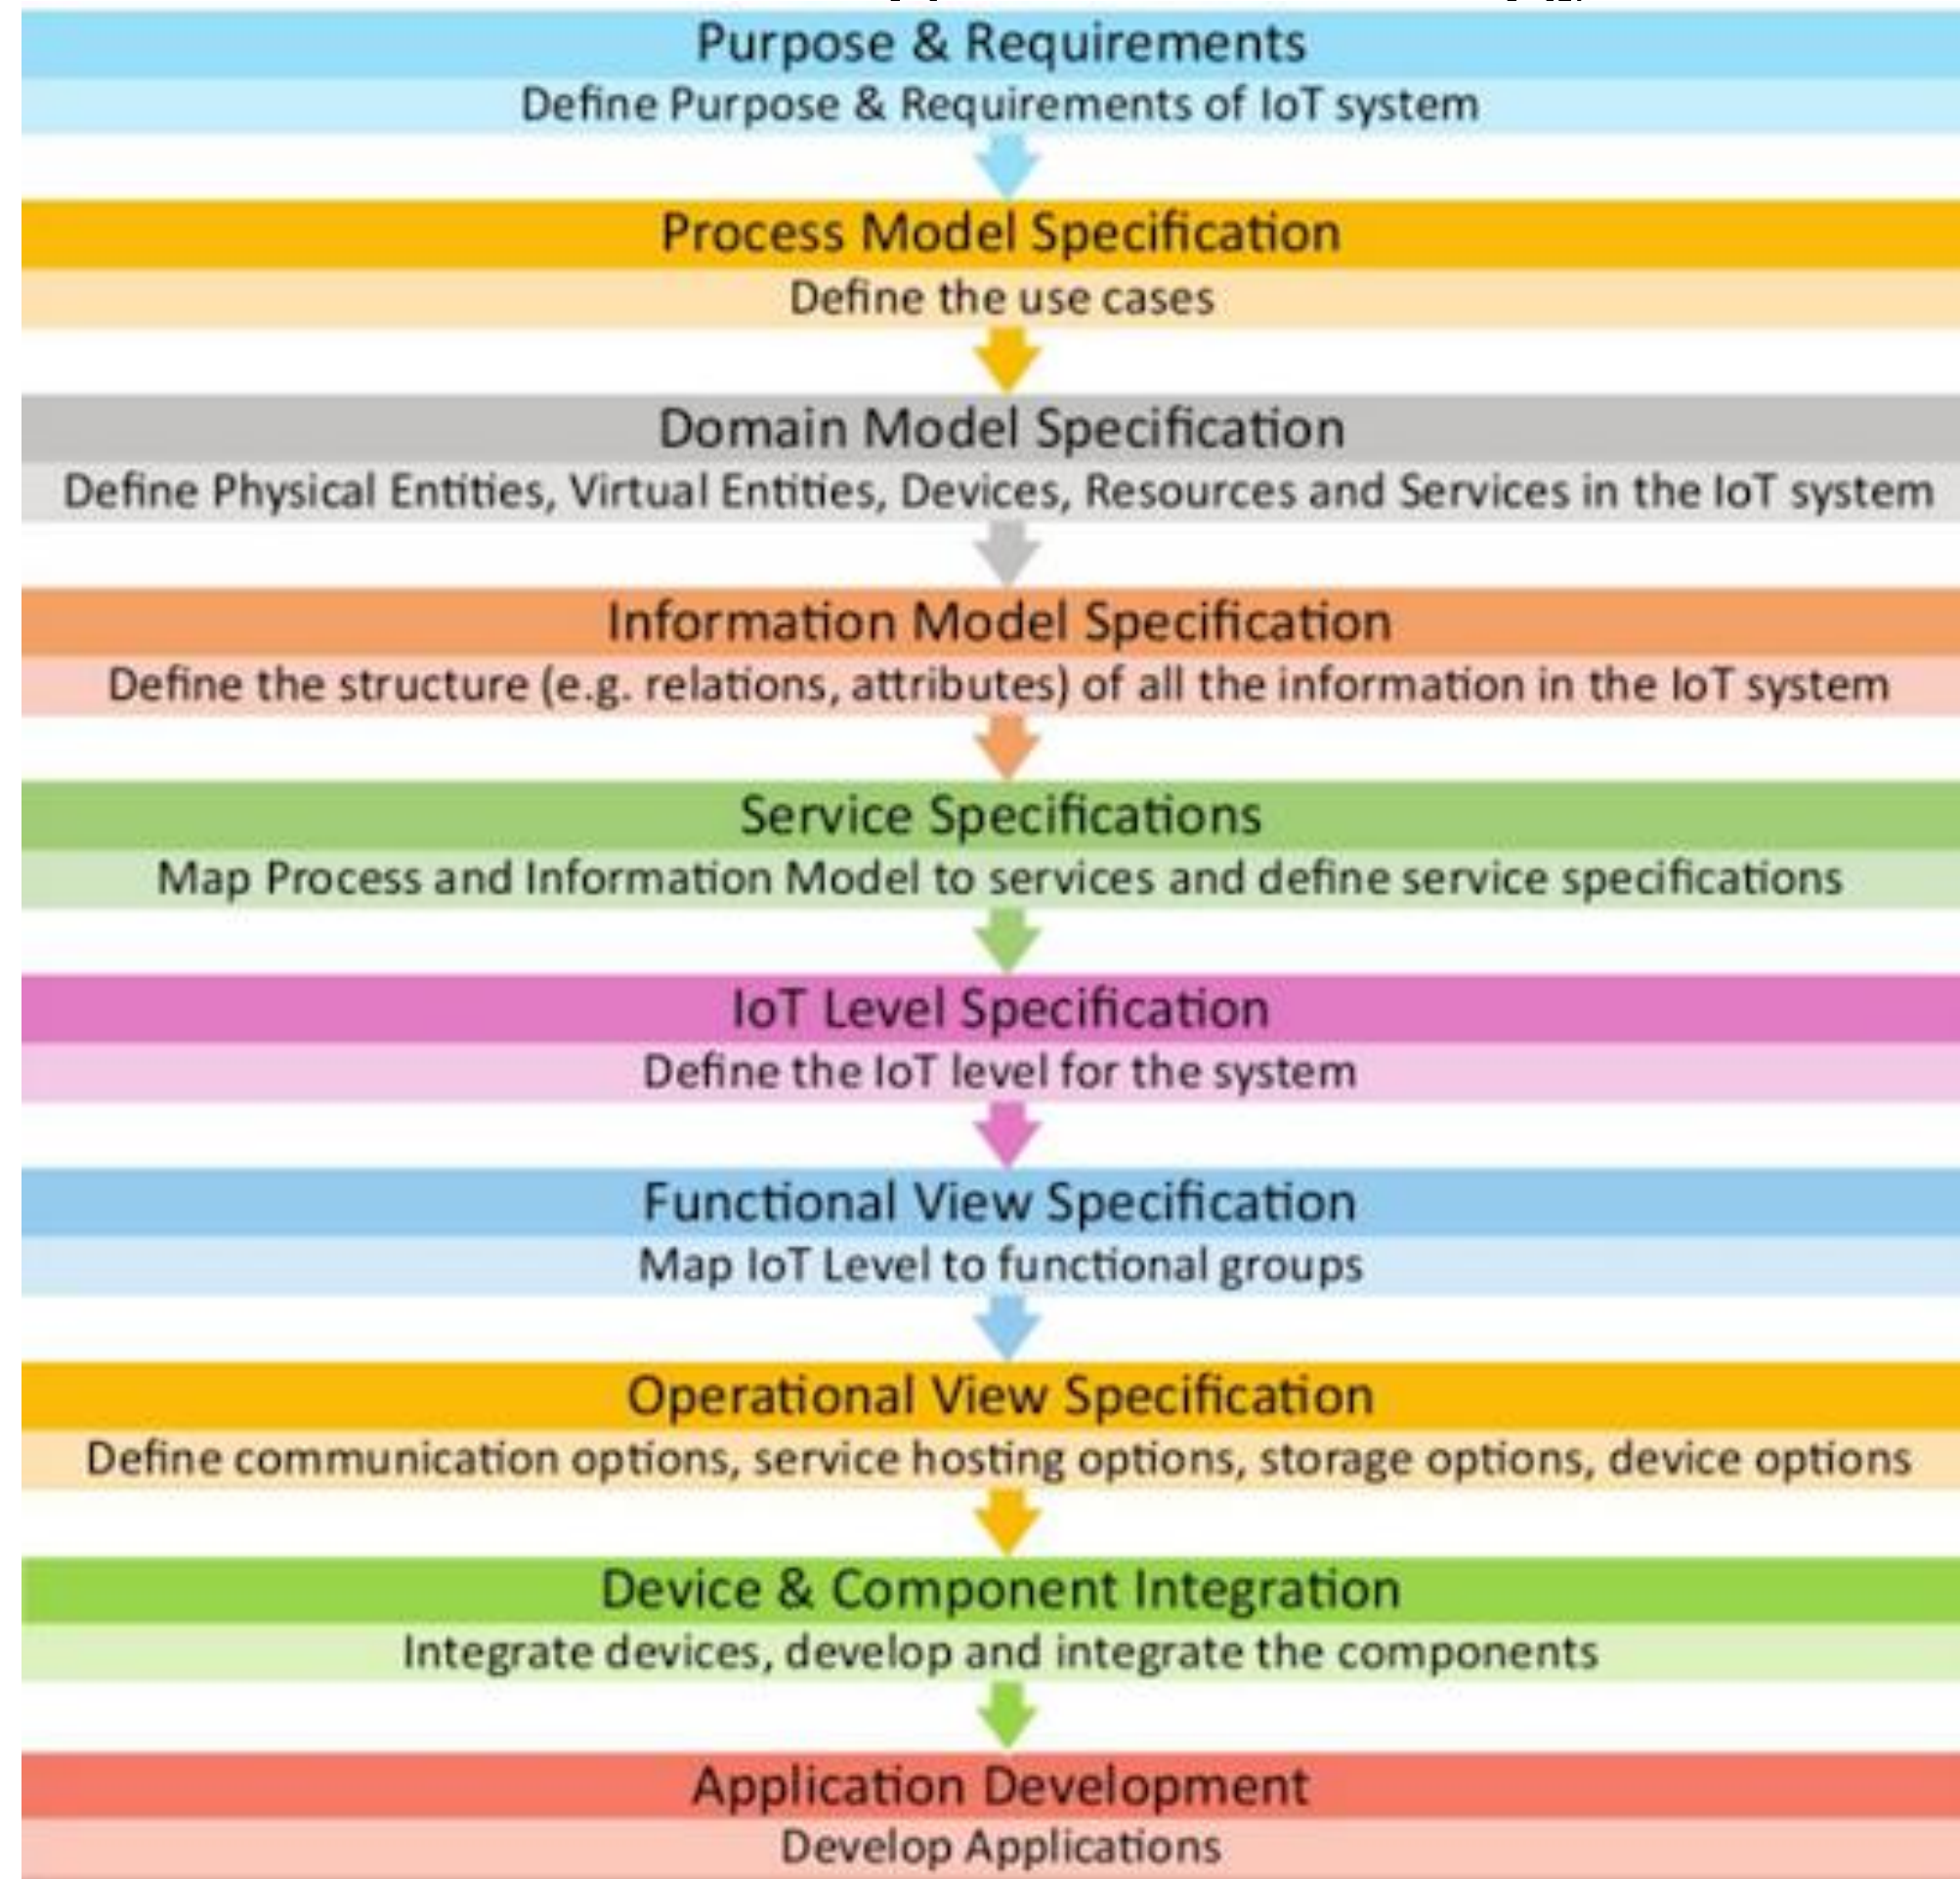 Purpose & Requirements
Define Purpose & Requirements of IoT system
Process Model Specification
Define the use cases
Domain Model Specification
Define Physical Entities, Virtual Entities, Devices, Resources and Services in the IoT system
Information Model Specification
Define the structure (e.g. relations, attributes) of all the information in the IoT system
Service Specifications
Map Process and Information Model to services and define service specifications
IoT Level Specification
Define the IoT level for the system
Functional View Specification
Map IoT Level to functional groups
Operational View Specification
Define communication options, service hosting options, storage options, device options
Device & Component Integration
Integrate devices, develop and integrate the components
Application Development
Develop Applications